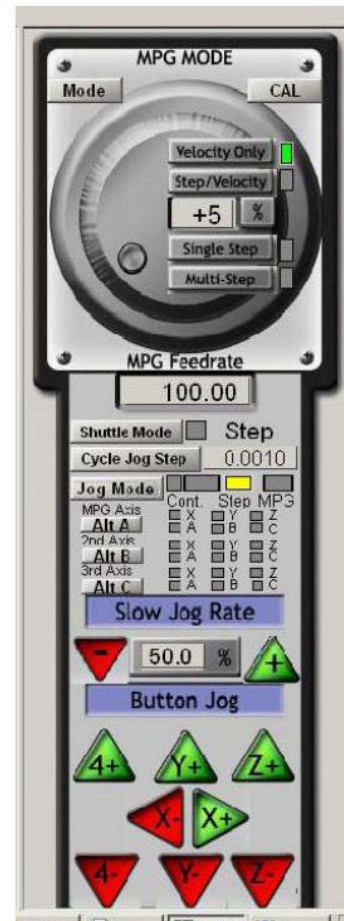 MPG MODE
Mode CAL
Velocity Only
Step/Velocity
+5 %
Single Step
Multi-Step
MPG Feedrate
100.00
Shuttle Mode Step
Cycle Jog Step 0.0010
Jog Mode Cont. Step MPG
MPG Axis X Y Z
Alt A A B C
2nd Axis X Y Z
Alt B A B C
3rd Axis X Y Z
Alt C A B C
Slow Jog Rate
- 50.0 % +
Button Jog
4+ Y+ Z+
X- X+
4- Y- Z-